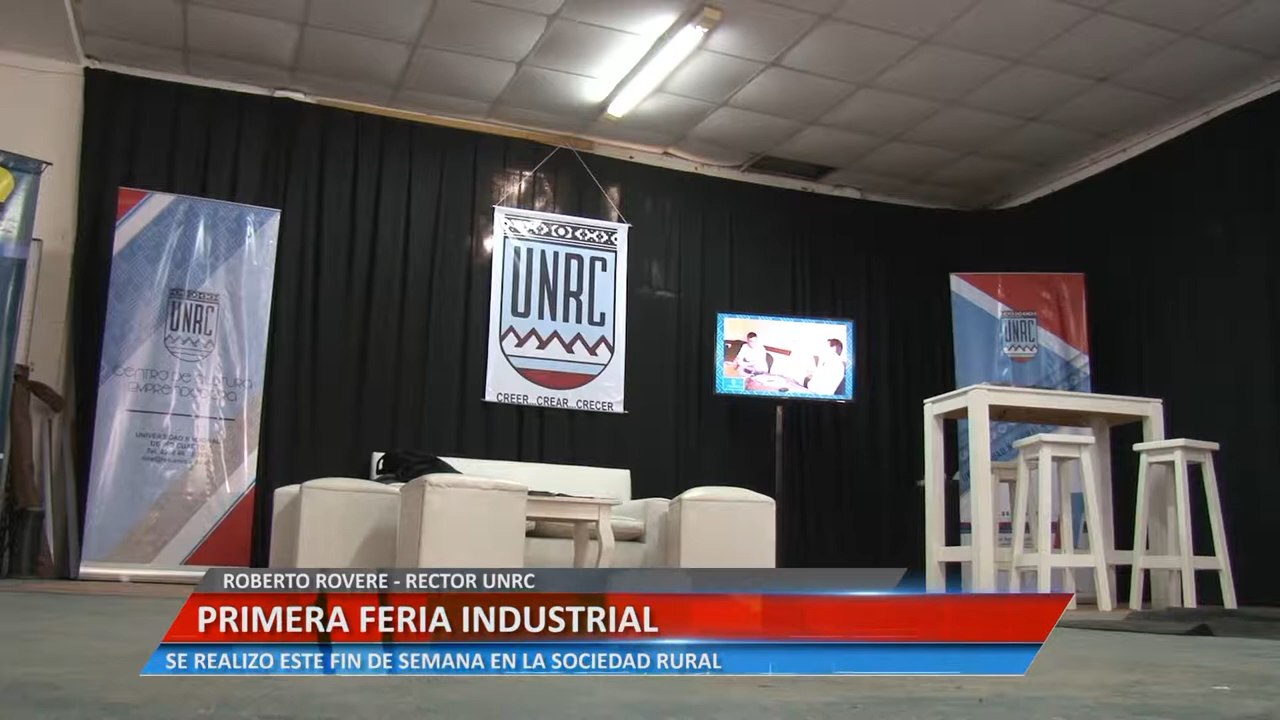 UNRC
CENTRO DE CULTURA
EMPRENDEDORA
UNRC
CREER...CREAR...CRECER
UNRC
ROBERTO ROVERE - RECTOR UNRC
PRIMERA FERIA INDUSTRIAL
SE REALIZO ESTE FIN DE SEMANA EN LA SOCIEDAD RURAL